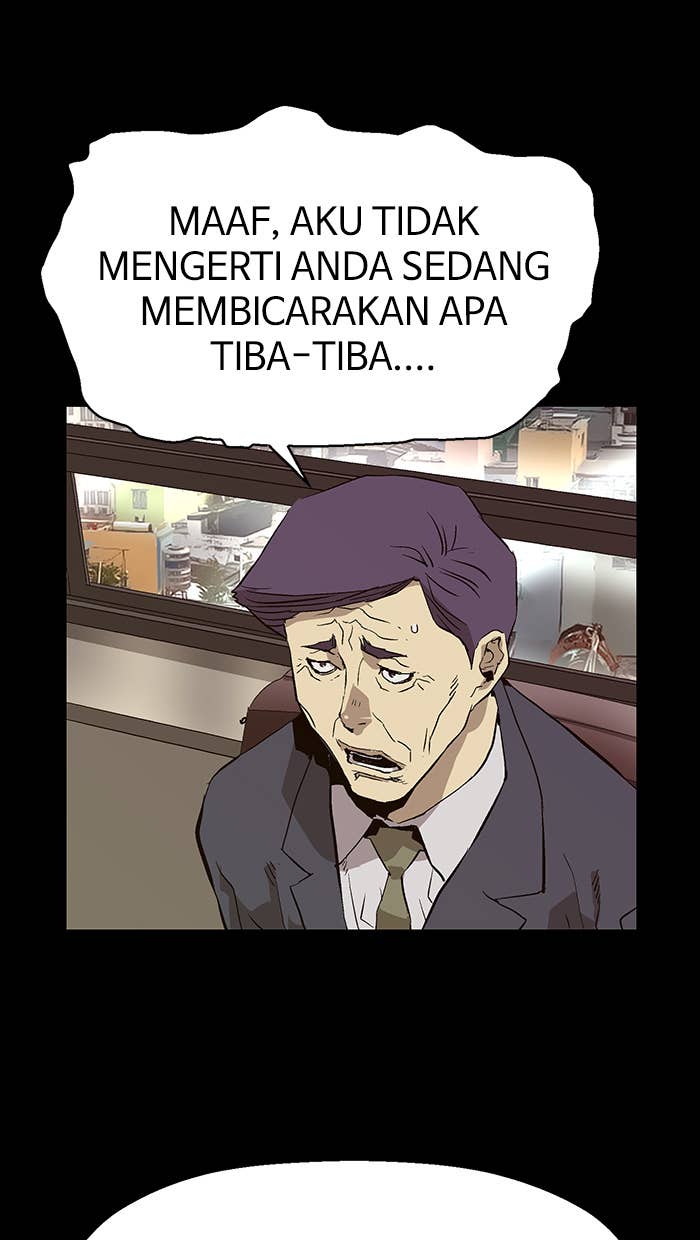 MAAF, AKU TIDAK
MENGERTI ANDA SEDANG
MEMBICARAKAN APA
TIBA-TIBA....